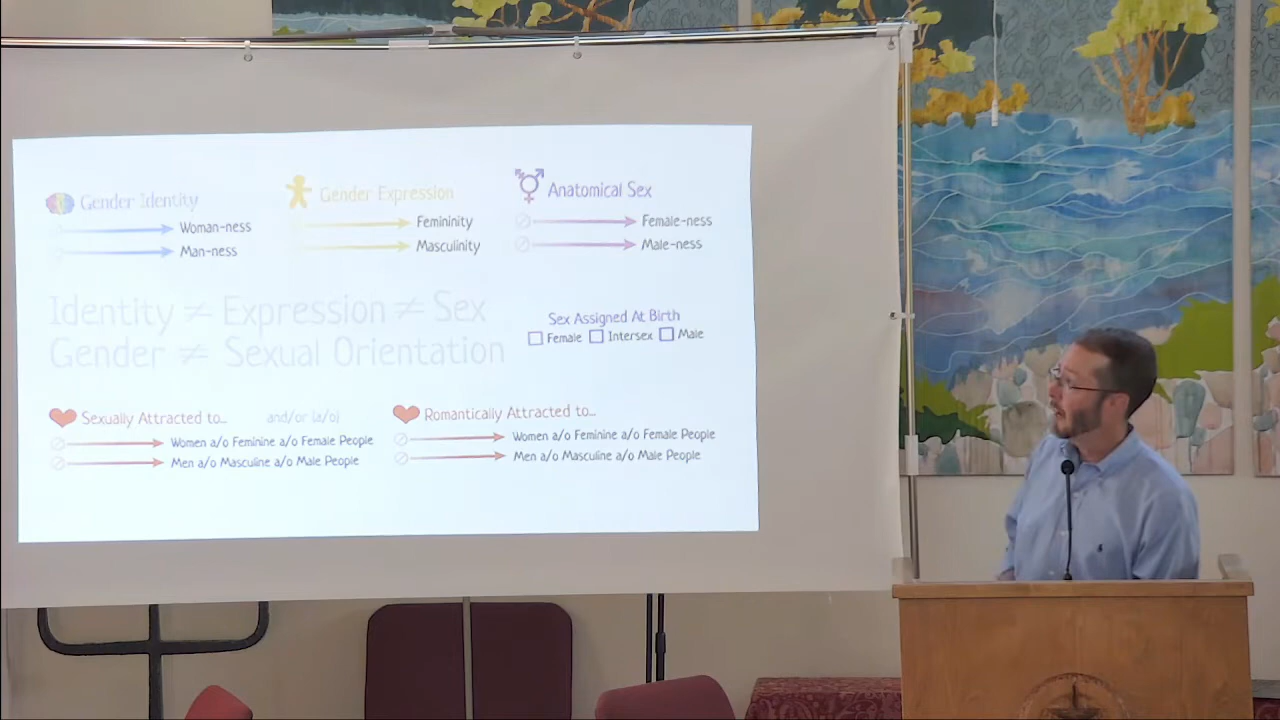 Gender Identity
Woman-ness
Man-ness
Gender Expression
Femininity
Masculinity
Anatomical Sex
Female-ness
Male-ness
Identity ≠ Expression ≠ Sex
Gender ≠ Sexual Orientation
Sex Assigned At Birth
Female Intersex Male
Sexually Attracted to... and/or (a/o)
Women a/o Feminine a/o Female People
Men a/o Masculine a/o Male People
Romantically Attracted to...
Women a/o Feminine a/o Female People
Men a/o Masculine a/o Male People